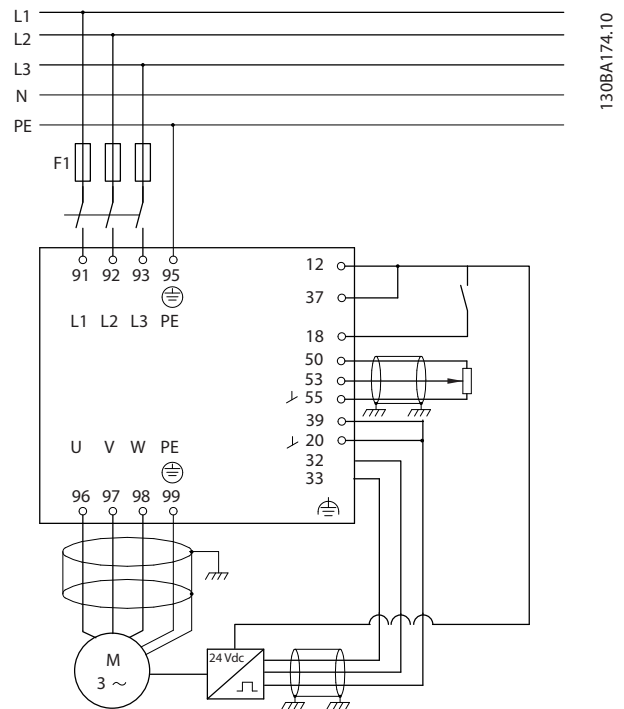 L1
L2
L3
N
PE
130BA174.10
F1
91 92 93 95
L1 L2 L3 PE
12
37
18
50
53
55
39
20
32
33
U V W PE
96 97 98 99
M
3 ~
24 Vdc